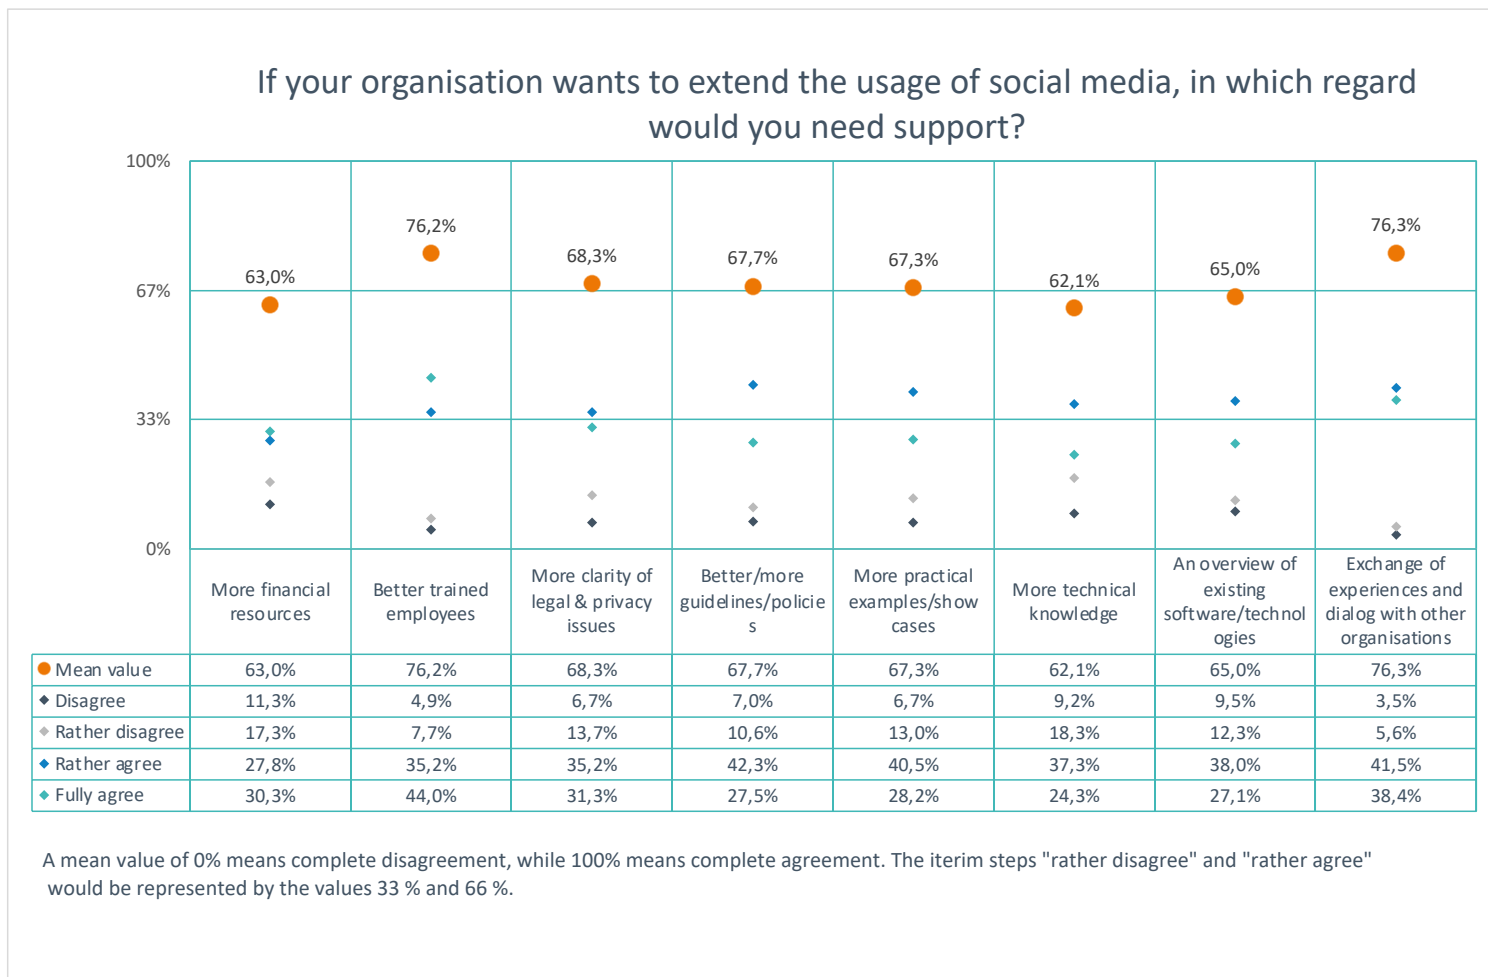 If your organisation wants to extend the usage of social media, in which regard
would you need support?
100%
67%
33%
0%
63,0%
76,2%
68,3%
67,7%
67,3%
62,1%
65,0%
76,3%
More financial
resources
Better trained
employees
More clarity of
legal & privacy
issues
Better/more
guidelines/policie
s
More practical
examples/show
cases
More technical
knowledge
An overview of
existing
software/technol
ogies
Exchange of
experiences and
dialog with other
organisations
Mean value 63,0% 76,2% 68,3% 67,7% 67,3% 62,1% 65,0% 76,3%
Disagree 11,3% 4,9% 6,7% 7,0% 6,7% 9,2% 9,5% 3,5%
Rather disagree 17,3% 7,7% 13,7% 10,6% 13,0% 18,3% 12,3% 5,6%
Rather agree 27,8% 35,2% 35,2% 42,3% 40,5% 37,3% 38,0% 41,5%
Fully agree 30,3% 44,0% 31,3% 27,5% 28,2% 24,3% 27,1% 38,4%
A mean value of 0% means complete disagreement, while 100% means complete agreement. The iterim steps "rather disagree" and "rather agree"
would be represented by the values 33 % and 66 %.